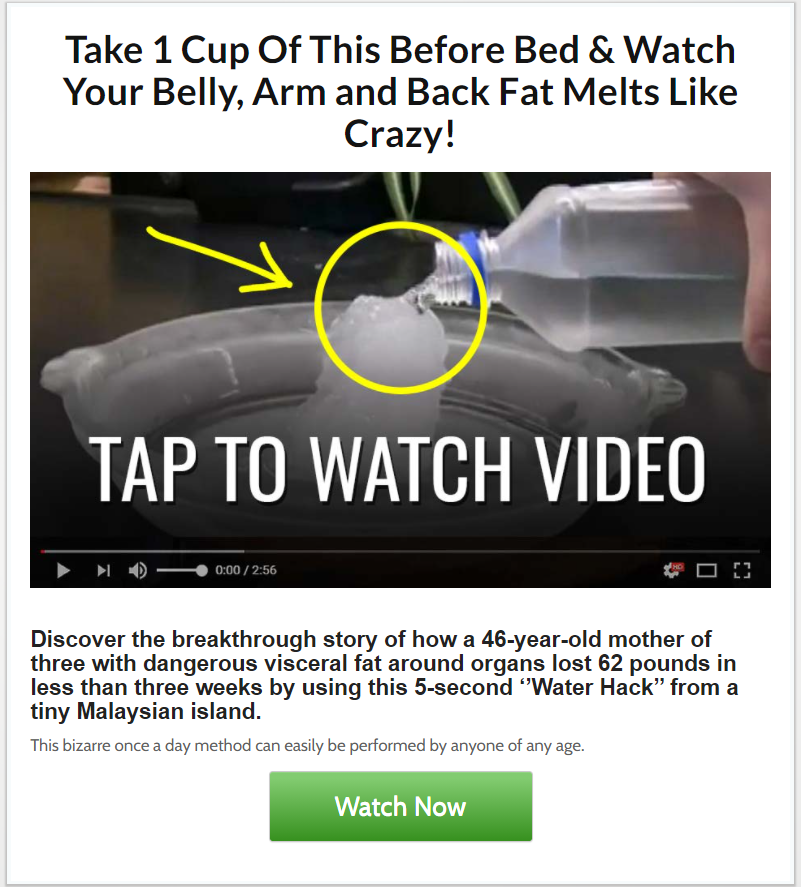 Take 1 Cup Of This Before Bed & Watch
Your Belly, Arm and Back Fat Melts Like
Crazy!
TAP TO WATCH VIDEO
0:00 / 2:56
HD
Discover the breakthrough story of how a 46-year-old mother of
three with dangerous visceral fat around organs lost 62 pounds in
less than three weeks by using this 5-second ‘’Water Hack” from a
tiny Malaysian island.
This bizarre once a day method can easily be performed by anyone of any age.
Watch Now